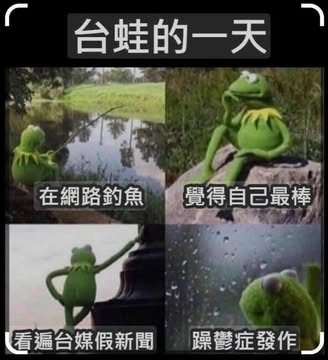 台蛙的一天
在網路釣魚
覺得自己最棒
看遍台媒假新聞
躁鬱症發作